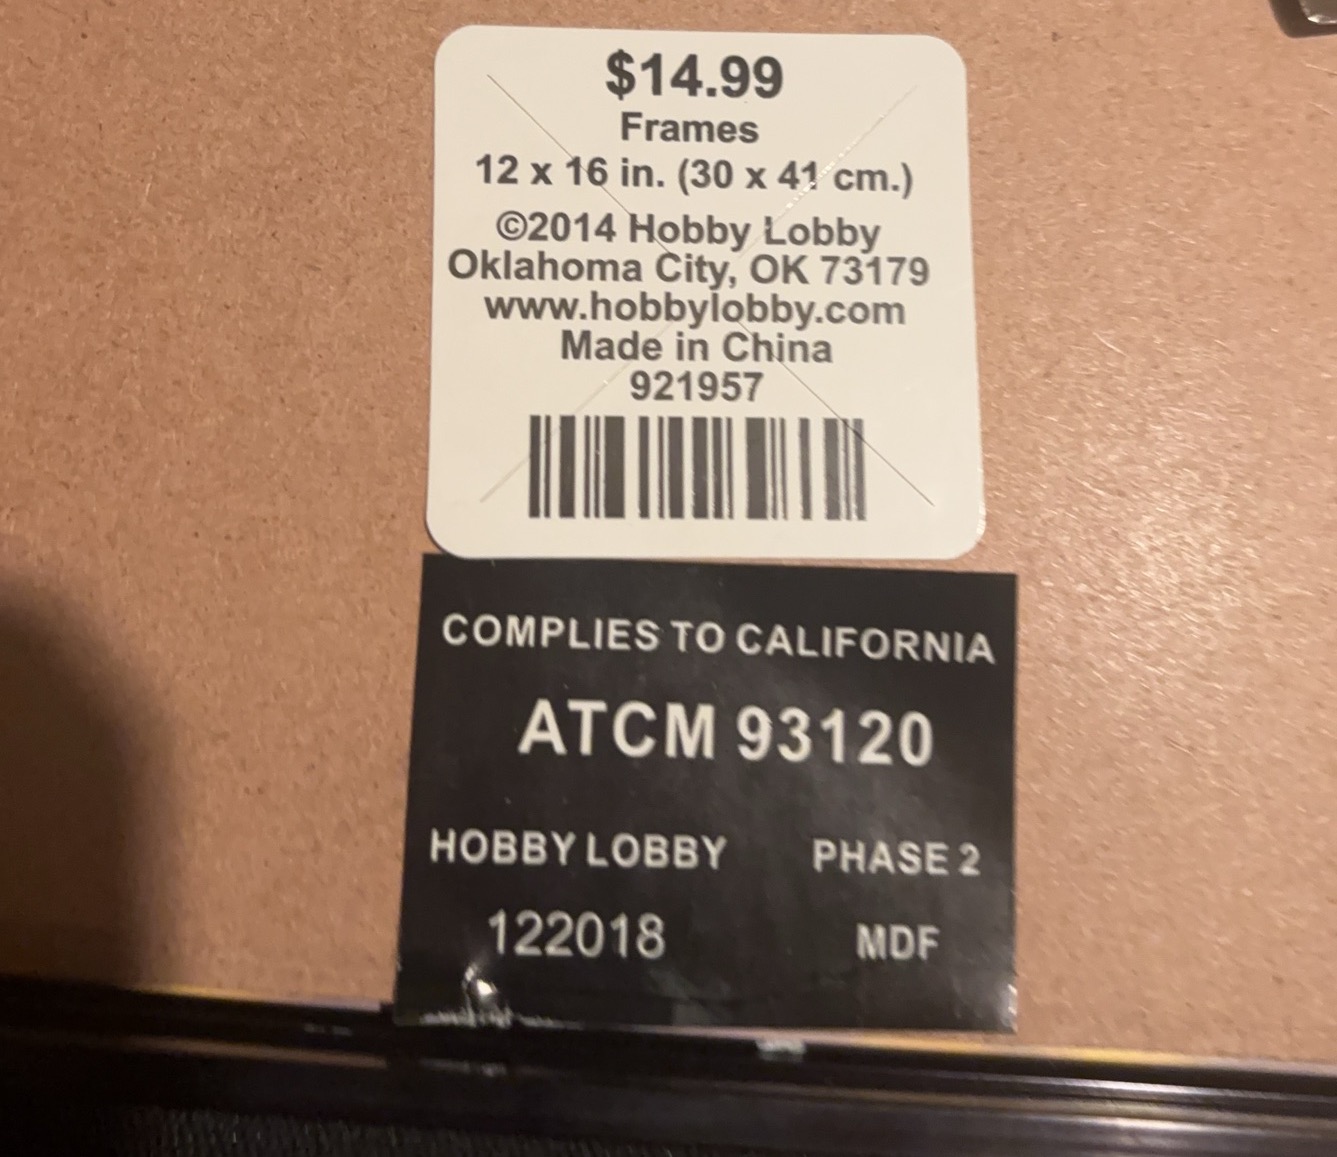 $14.99
Frames
12 x 16 in. (30 x 41 cm.)
©2014 Hobby Lobby
Oklahoma City, OK 73179
www.hobbylobby.com
Made in China
921957
COMPLIES TO CALIFORNIA
ATCM 93120
HOBBY LOBBY PHASE 2
122018 MDF